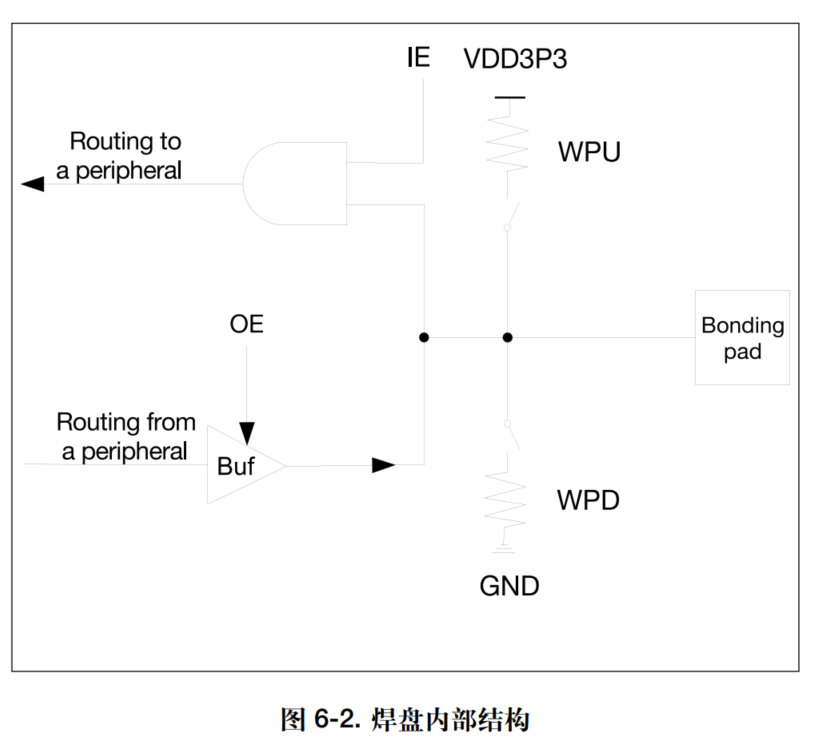 IE VDD3P3
Routing to
a peripheral
WPU
OE
Bonding
pad
Routing from
a peripheral
Buf
WPD
GND
图 6-2. 焊盘内部结构